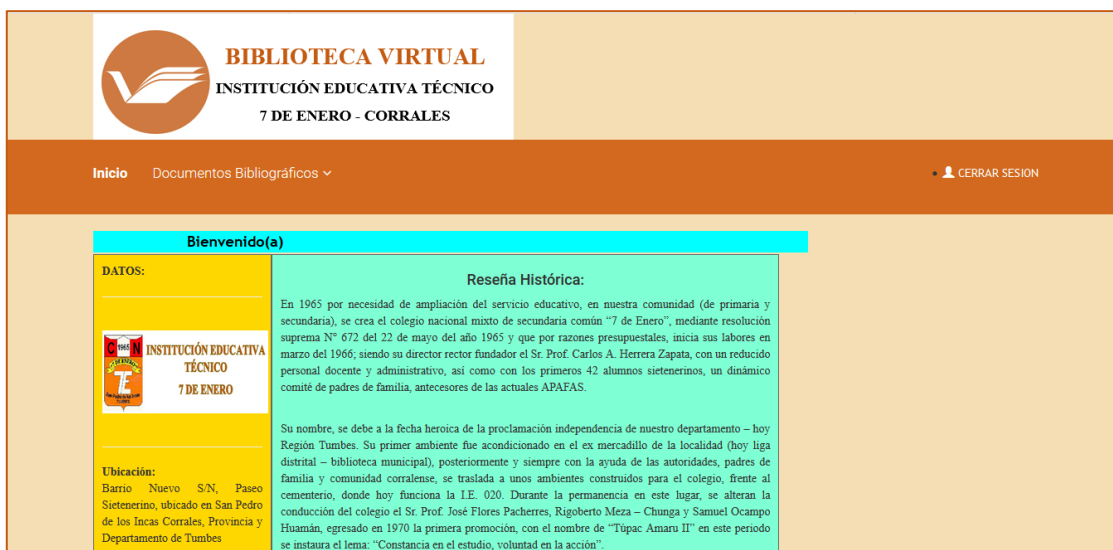 BIBLIOTECA VIRTUAL
INSTITUCIÓN EDUCATIVA TÉCNICO
7 DE ENERO - CORRALES
Inicio
Documentos Bibliográficos
CERRAR SESION
Bienvenido(a)
DATOS:
C 1965 N
7 DE ENERO
INSTITUCIÓN EDUCATIVA
TÉCNICO
7 DE ENERO
Ubicación:
Barrio Nuevo S/N, Paseo
Sietenerino, ubicado en San Pedro
de los Incas Corrales, Provincia y
Departamento de Tumbes
Reseña Histórica:
En 1965 por necesidad de ampliación del servicio educativo, en nuestra comunidad (de primaria y
secundaria), se crea el colegio nacional mixto de secundaria común “7 de Enero”, mediante resolución
suprema N° 672 del 22 de mayo del año 1965 y que por razones presupuestales, inicia sus labores en
marzo del 1966; siendo su director rector fundador el Sr. Prof. Carlos A. Herrera Zapata, con un reducido
personal docente y administrativo, así como con los primeros 42 alumnos sietenerinos, un dinámico
comité de padres de familia, antecesores de las actuales APAFAS.
Su nombre, se debe a la fecha heroica de la proclamación independencia de nuestro departamento – hoy
Región Tumbes. Su primer ambiente fue acondicionado en el ex mercadillo de la localidad (hoy liga
distrital – biblioteca municipal), posteriormente y siempre con la ayuda de las autoridades, padres de
familia y comunidad corralense, se traslada a unos ambientes construidos para el colegio, frente al
cementerio, donde hoy funciona la I.E. 020. Durante la permanencia en este lugar, se alteran la
conducción del colegio el Sr. Prof. José Flores Pacherres, Rigoberto Meza – Chunga y Samuel Ocampo
Huamán, egresado en 1970 la primera promoción, con el nombre de “Túpac Amaru II” en este periodo
se instaura el lema: “Constancia en el estudio, voluntad en la acción”.